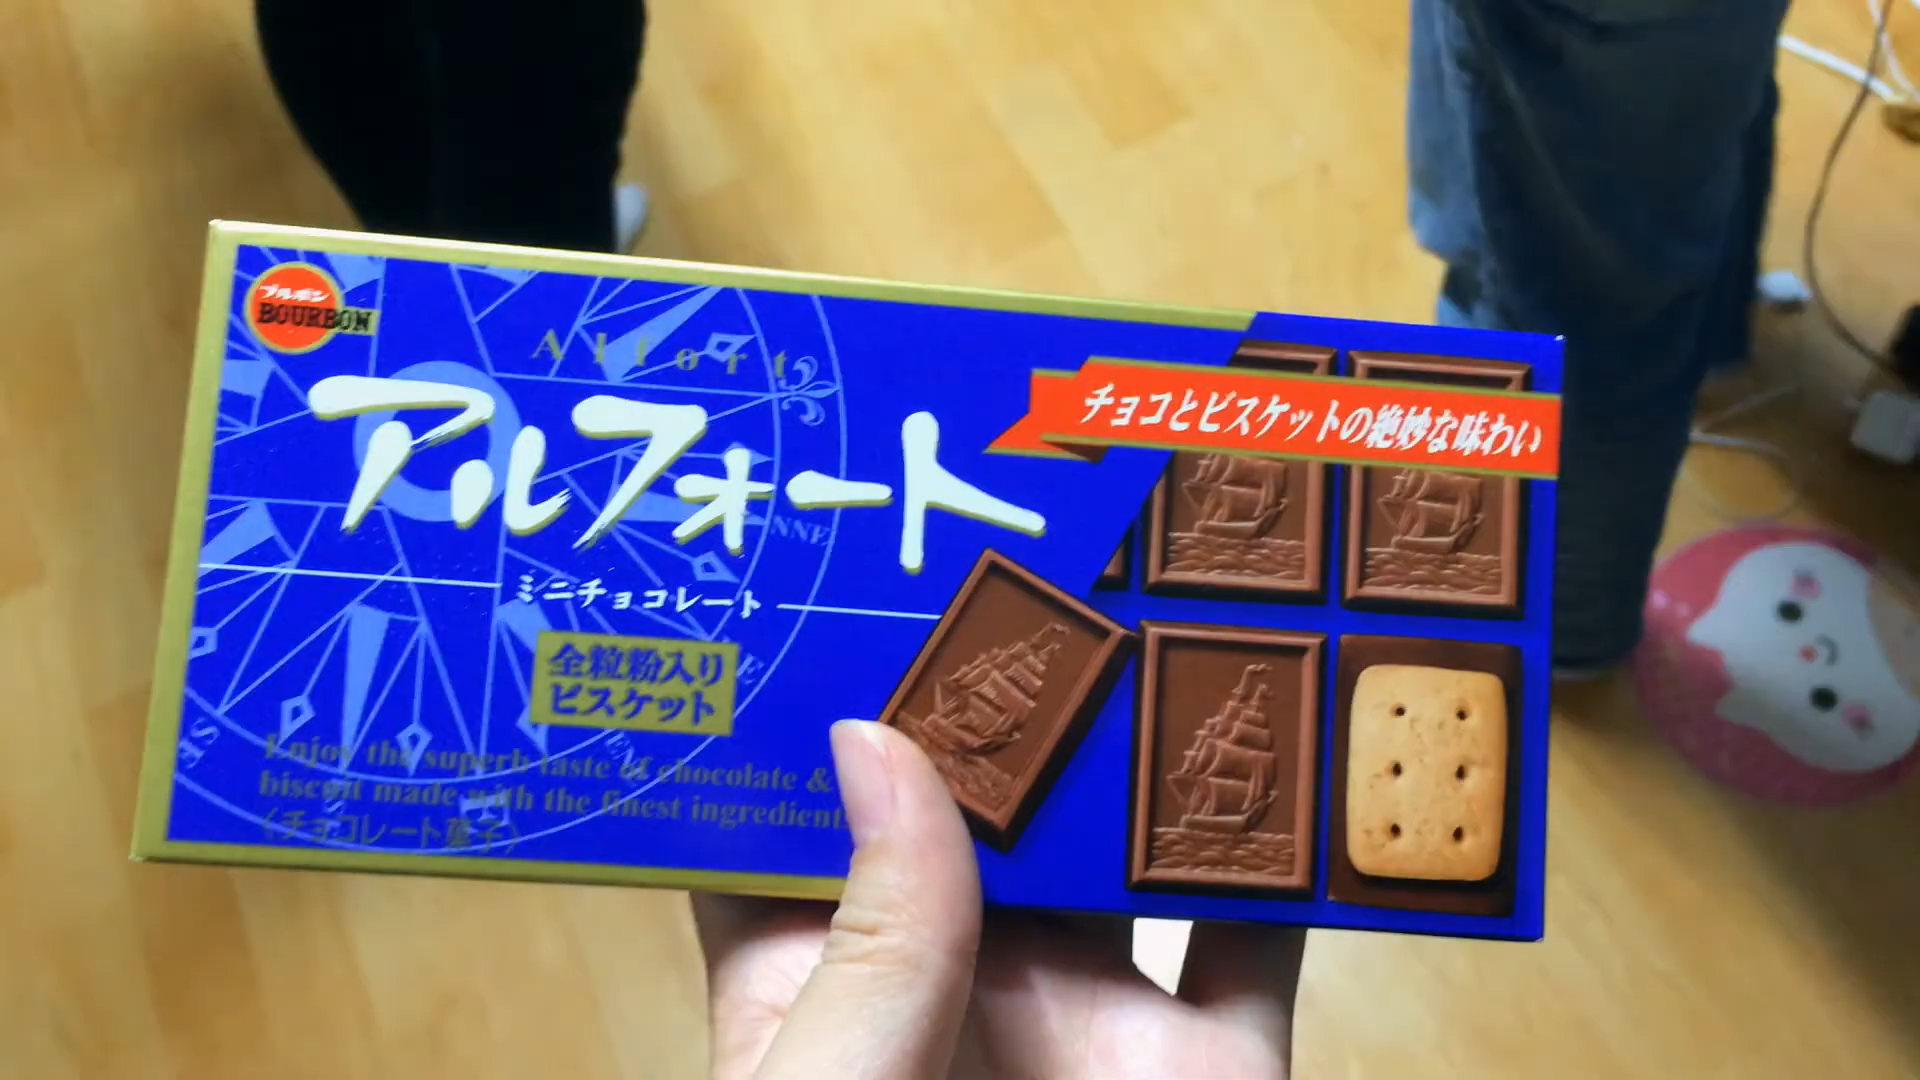 ブルボン
BOURBON
Alfort
アルフォート
チョコとビスケットの絶妙な味わい
ミニチョコレート
全粒粉入り
ビスケット
Enjoy the superb taste of chocolate &
biscuit made with the finest ingredient
〈チョコレート菓子〉
NNE
SE